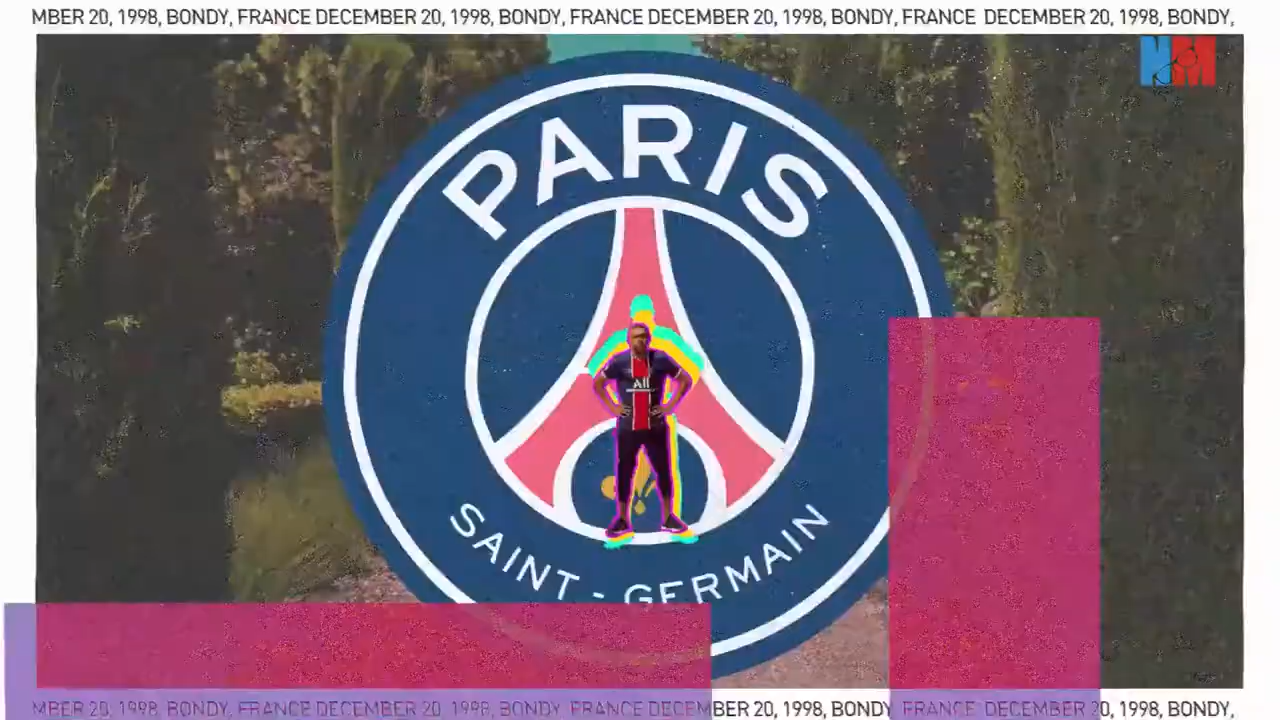 MBER 20, 1998, BONDY, FRANCE DECEMBER 20, 1998, BONDY, FRANCE DECEMBER 20, 1998, BONDY, FRANCE DECEMBER 20, 1998, BONDY,
NM
PARIS
All
SAINT - GERMAIN
MBER 20, 1998, BONDY, FRANCE DECEMBER 20, 1998, BONDY, FRANCE DECEMBER 20, 1998, BONDY, FRANCE DECEMBER 20, 1998, BONDY,